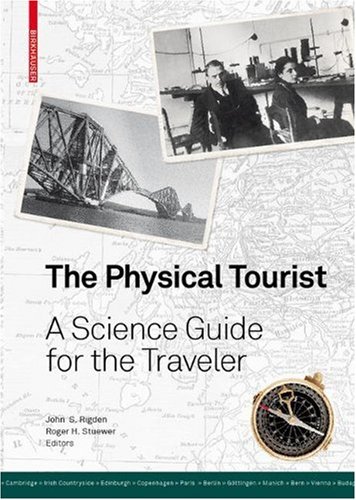 BIRKHÄUSER
The Physical Tourist
A Science Guide
for the Traveler
John S. Rigden
Roger H. Stuewer
Editors
» Cambridge » Irish Countryside » Edinburgh » Copenhagen » Paris » Berlin » Göttingen » Munich » Bern » Vienna » Buda